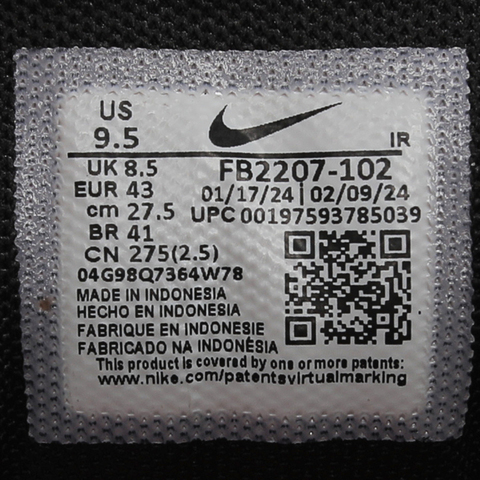 US
9.5
IR
UK 8.5
FB2207-102
EUR 43
01/17/24 | 02/09/24
cm 27.5
UPC 00197593785039
BR 41
CN 275(2.5)
04G98Q7364W78
MADE IN INDONESIA
HECHO EN INDONESIA
FABRIQUE EN INDONESIE
FABRICADO NA INDONÉSIA
This product is covered by one or more patents:
www.nike.com/patentsvirtualmarking